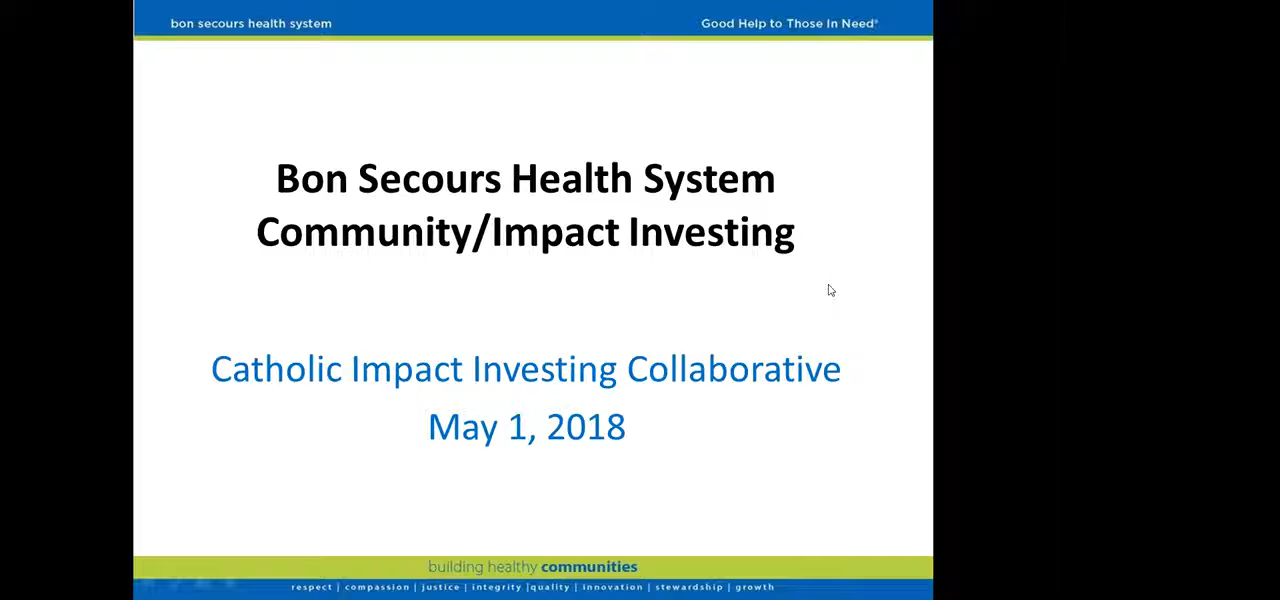 bon secours health system
Good Help to Those In Need®
Bon Secours Health System
Community/Impact Investing
Catholic Impact Investing Collaborative
May 1, 2018
building healthy communities
respect | compassion | justice | integrity |quality | innovation | stewardship | growth